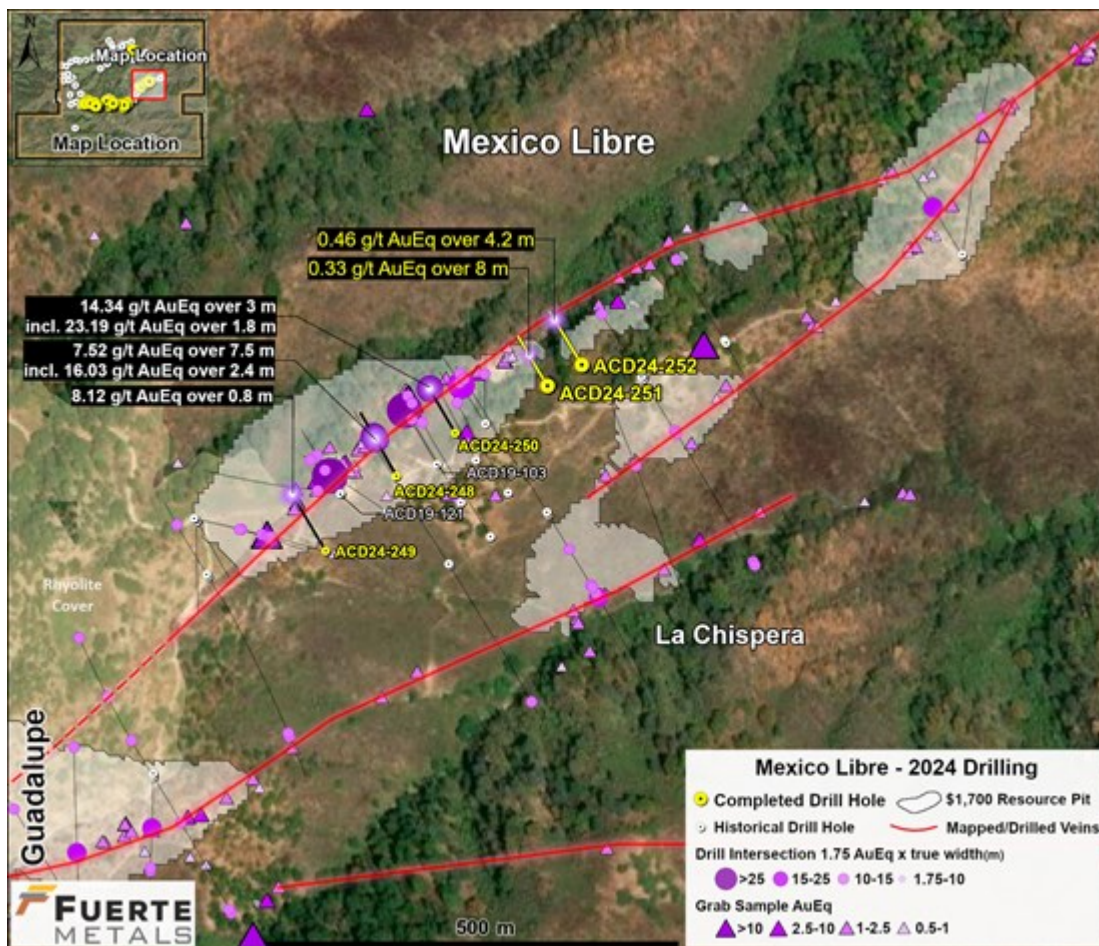 N
Map Location
Map Location
Mexico Libre
0.46 g/t AuEq over 4.2 m
0.33 g/t AuEq over 8 m
14.34 g/t AuEq over 3 m
incl. 23.19 g/t AuEq over 1.8 m
7.52 g/t AuEq over 7.5 m
incl. 16.03 g/t AuEq over 2.4 m
8.12 g/t AuEq over 0.8 m
ACD24-252
ACD24-251
ACD24-250
ACD19-103
ACD24-248
ACD19-121
ACD24-249
Rhyolite
Cover
La Chispera
Guadalupe
Mexico Libre - 2024 Drilling
Completed Drill Hole
$1,700 Resource Pit
Historical Drill Hole
Mapped/Drilled Veins
Drill Intersection 1.75 AuEq x true width(m)
>25 15-25 10-15 1.75-10
Grab Sample AuEq
>10 2.5-10 1-2.5 0.5-1
FUERTE
METALS
500 m